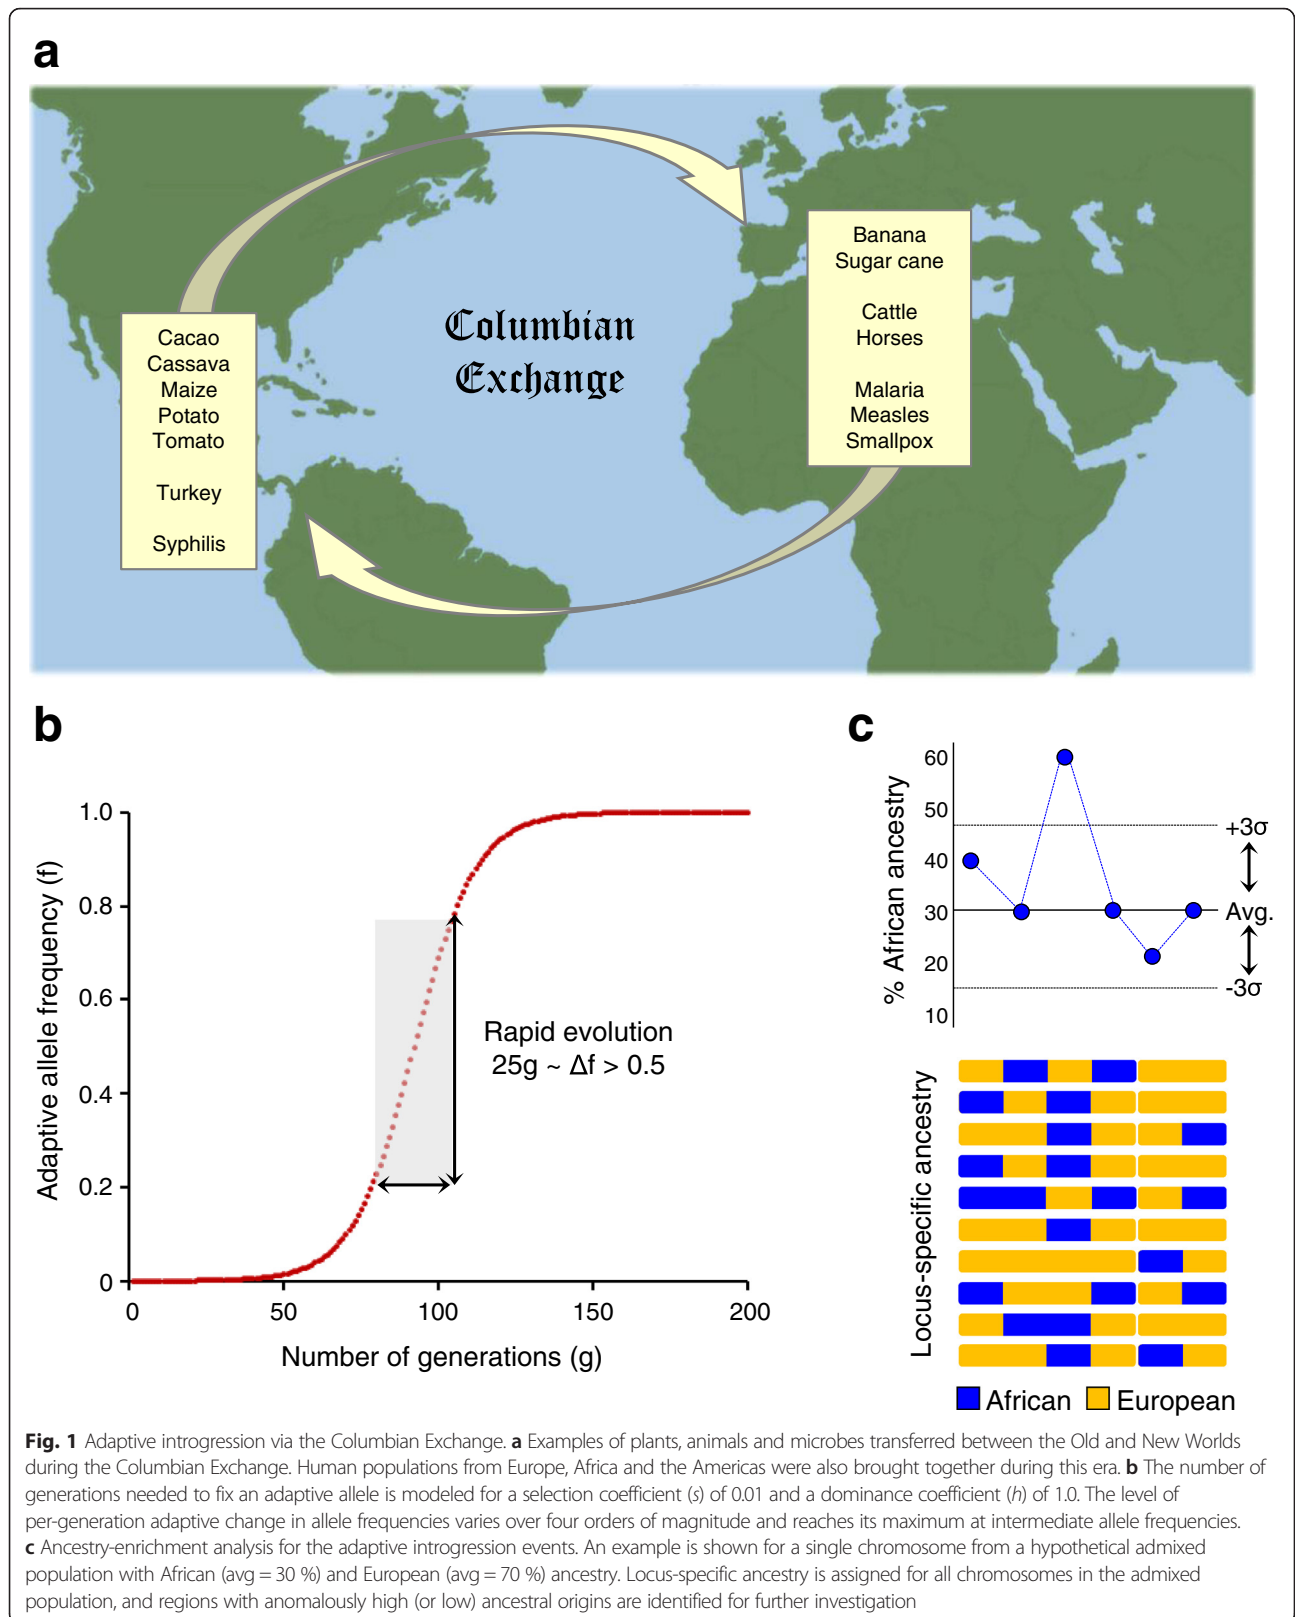 a
Columbian
Exchange
Cacao
Cassava
Maize
Potato
Tomato
Turkey
Syphilis
Banana
Sugar cane
Cattle
Horses
Malaria
Measles
Smallpox
b
Adaptive allele frequency (f)
1.0
0.8
0.6
0.4
0.2
0
0
50
100
150
200
Number of generations (g)
Rapid evolution
25g ~ Δf > 0.5
c
% African ancestry
60
50
40
30
20
10
+3σ
Avg.
-3σ
Locus-specific ancestry
African
European
Fig. 1 Adaptive introgression via the Columbian Exchange. a Examples of plants, animals and microbes transferred between the Old and New Worlds
during the Columbian Exchange. Human populations from Europe, Africa and the Americas were also brought together during this era. b The number of
generations needed to fix an adaptive allele is modeled for a selection coefficient (s) of 0.01 and a dominance coefficient (h) of 1.0. The level of
per-generation adaptive change in allele frequencies varies over four orders of magnitude and reaches its maximum at intermediate allele frequencies.
c Ancestry-enrichment analysis for the adaptive introgression events. An example is shown for a single chromosome from a hypothetical admixed
population with African (avg = 30 %) and European (avg = 70 %) ancestry. Locus-specific ancestry is assigned for all chromosomes in the admixed
population, and regions with anomalously high (or low) ancestral origins are identified for further investigation